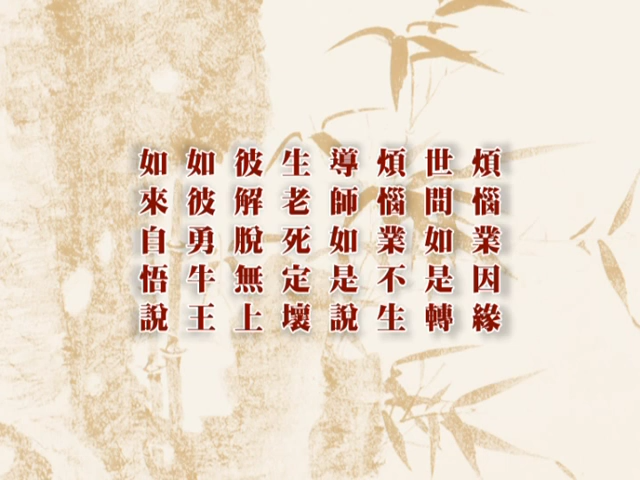 煩惱業因緣
世間如是轉
煩惱業不生
導師如是說
生老死定壞
彼解脫無上
如彼勇牛王
如來自悟說